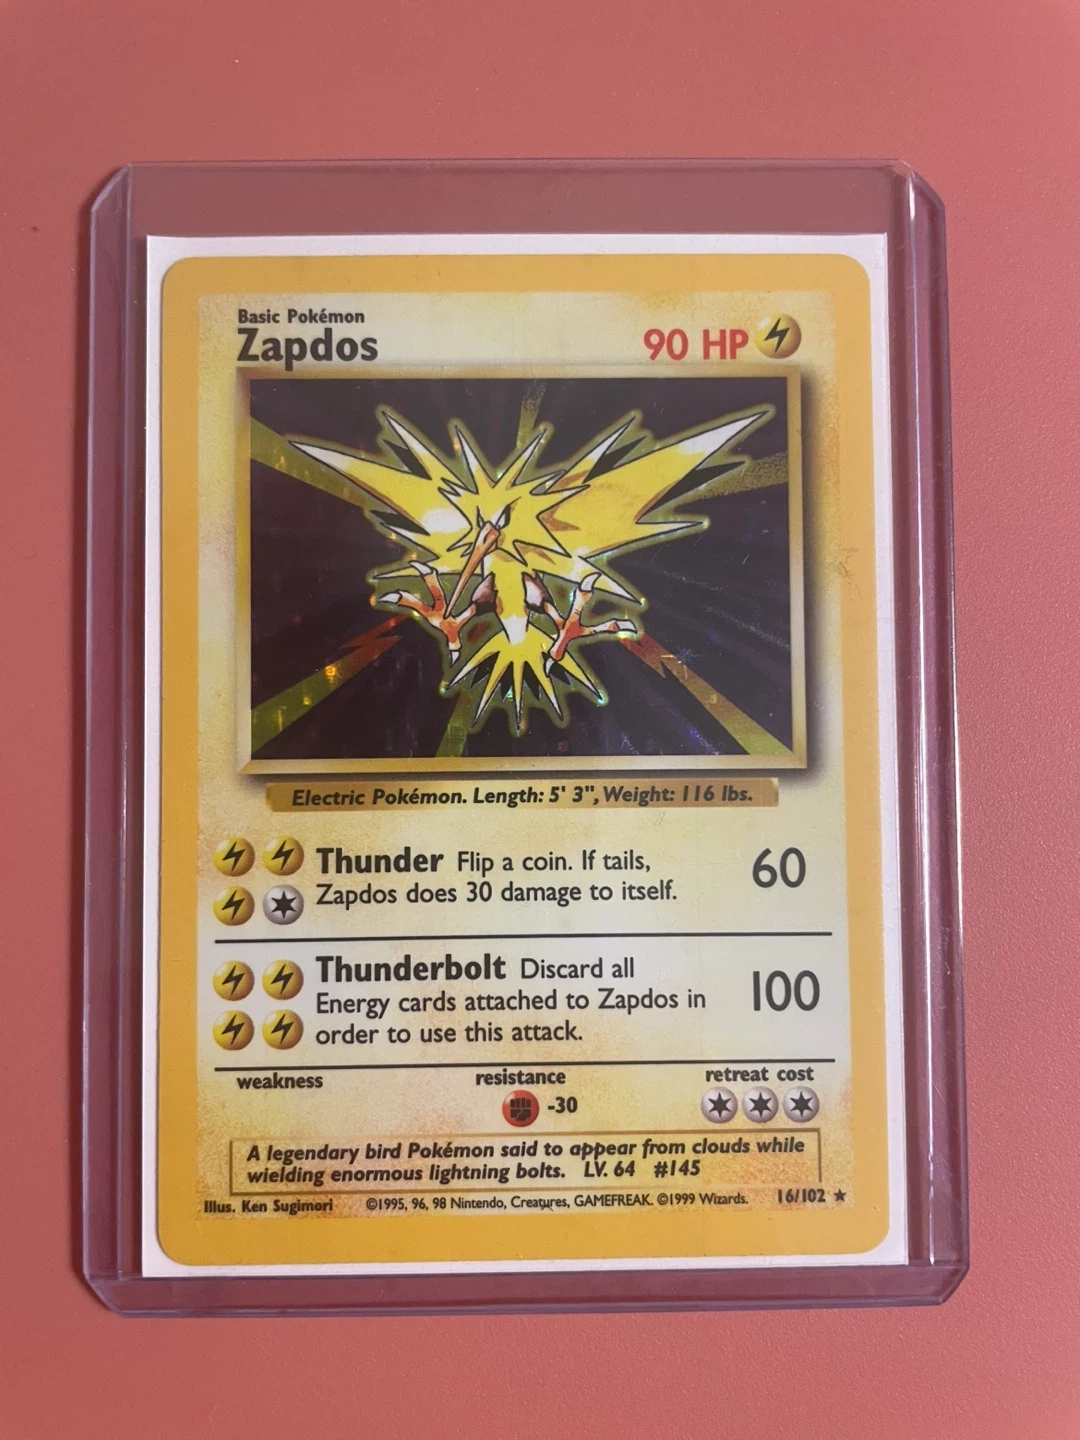 Basic Pokémon
Zapdos
90 HP
Electric Pokémon. Length: 5' 3", Weight: 116 lbs.
Thunder Flip a coin. If tails,
Zapdos does 30 damage to itself.
60
Thunderbolt Discard all
Energy cards attached to Zapdos in
order to use this attack.
100
weakness
resistance
retreat cost
-30
A legendary bird Pokémon said to appear from clouds while
wielding enormous lightning bolts. LV. 64 #145
Illus. Ken Sugimori
©1995, 96, 98 Nintendo, Creatures, GAMEFREAK. ©1999 Wizards.
16/102 ★